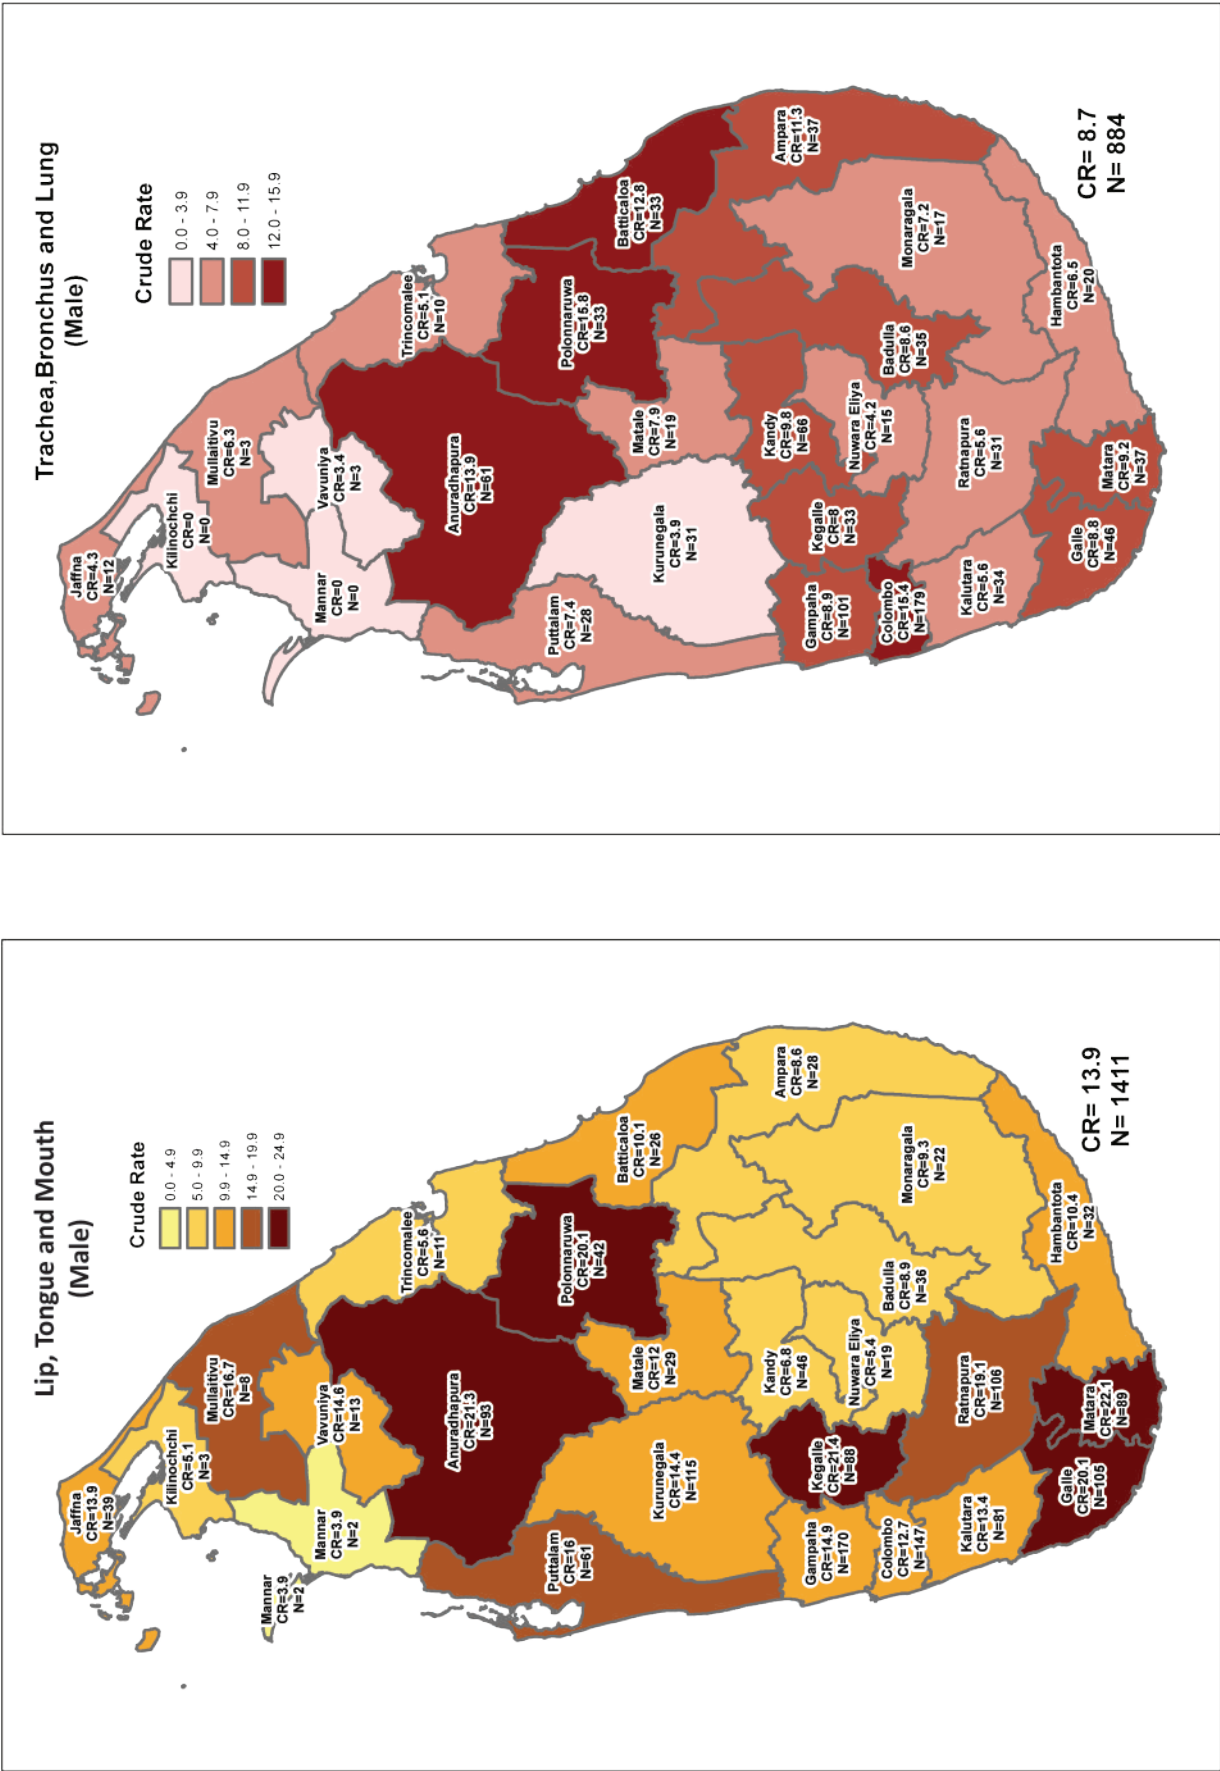 Lip, Tongue and Mouth
(Male)
Crude Rate
0.0 - 4.9
5.0 - 9.9
9.9 - 14.9
14.9 - 19.9
20.0 - 24.9
Jaffna
CR=13.9
N=39
Kilinochchi
CR=5.1
N=3
Mullaitivu
CR=16.7
N=8
Mannar
CR=3.9
N=2
Mannar
CR=3.9
N=2
Vavuniya
CR=14.6
N=13
Trincomalee
CR=5.6
N=11
Anuradhapura
CR=21.3
N=93
Puttalam
CR=16
N=61
Polonnaruwa
CR=20.1
N=42
Batticaloa
CR=10.1
N=26
Kurunegala
CR=14.4
N=115
Matale
CR=12
N=29
Ampara
CR=8.6
N=28
Kandy
CR=6.8
N=46
Kegalle
CR=21.4
N=88
Gampaha
CR=14.9
N=170
Nuwara Eliya
CR=5.4
N=19
Badulla
CR=8.9
N=36
Monaragala
CR=9.3
N=22
Colombo
CR=12.7
N=147
Ratnapura
CR=19.1
N=106
Kalutara
CR=13.4
N=81
Hambantota
CR=10.4
N=32
Galle
CR=20.1
N=105
Matara
CR=22.1
N=89
CR= 13.9
N= 1411
Trachea,Bronchus and Lung
(Male)
Crude Rate
0.0 - 3.9
4.0 - 7.9
8.0 - 11.9
12.0 - 15.9
Jaffna
CR=4.3
N=12
Kilinochchi
CR=0
N=0
Mullaitivu
CR=6.3
N=3
Mannar
CR=0
N=0
Vavuniya
CR=3.4
N=3
Trincomalee
CR=5.1
N=10
Anuradhapura
CR=13.9
N=61
Puttalam
CR=7.4
N=28
Polonnaruwa
CR=15.8
N=33
Batticaloa
CR=12.8
N=33
Kurunegala
CR=3.9
N=31
Matale
CR=7.9
N=19
Ampara
CR=11.3
N=37
Kandy
CR=9.8
N=66
Kegalle
CR=8
N=33
Gampaha
CR=8.9
N=101
Nuwara Eliya
CR=4.2
N=15
Badulla
CR=8.6
N=35
Monaragala
CR=7.2
N=17
Colombo
CR=15.4
N=179
Ratnapura
CR=5.6
N=31
Kalutara
CR=5.6
N=34
Hambantota
CR=6.5
N=20
Galle
CR=8.8
N=46
Matara
CR=9.2
N=37
CR= 8.7
N= 884